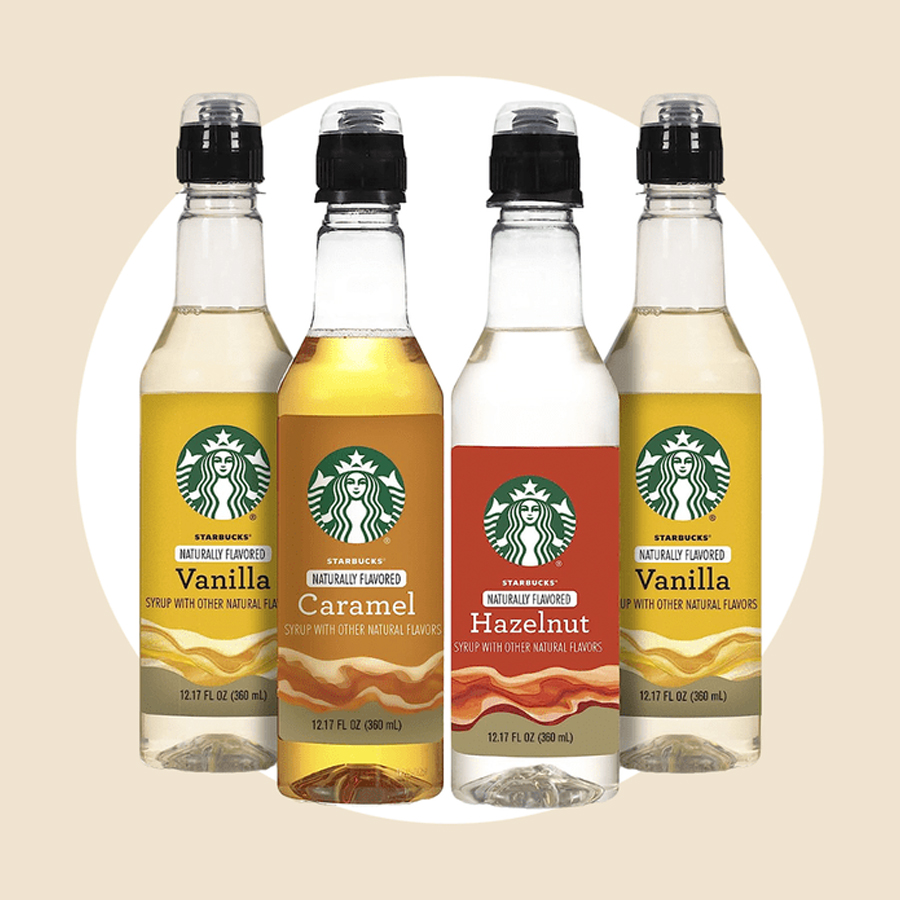 STARBUCKS®
NATURALLY FLAVORED
Vanilla
SYRUP WITH OTHER NATURAL FLA
12.17 FL OZ (360 mL)
STARBUCKS®
NATURALLY FLAVORED
Caramel
SYRUP WITH OTHER NATURAL FLAVORS
12.17 FL OZ (360 mL)
STARBUCKS™
NATURALLY FLAVORED
Hazelnut
SYRUP WITH OTHER NATURAL FLAVORS
12.17 FL OZ (360 mL)
STARBUCKS®
NATURALLY FLAVORED
Vanilla
UP WITH OTHER NATURAL FLAVORS
12.17 FL OZ (360 mL)